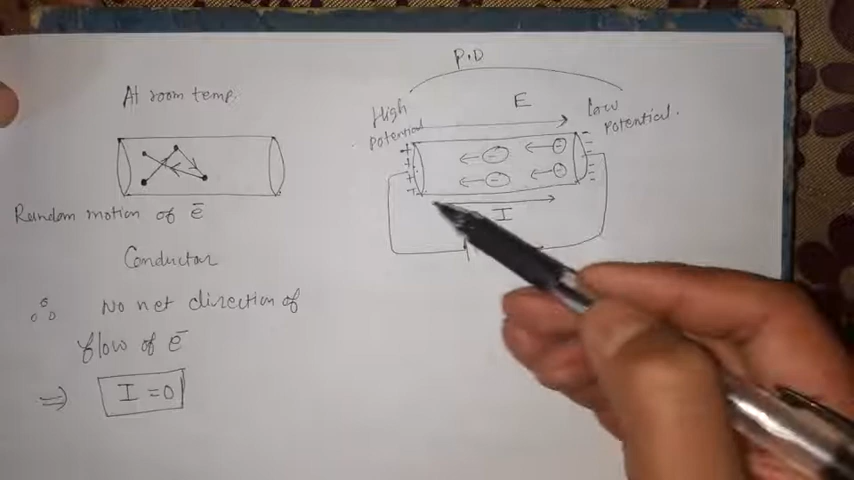 At room temp.
Random motion of e̅
Conductor
∴ No net direction of
flow of e̅
⇒ I = 0
P.D
High
potential
E
Low
potential.
+ - - -
+ ← - ← - -
+ -
+ ← - ← - -
I